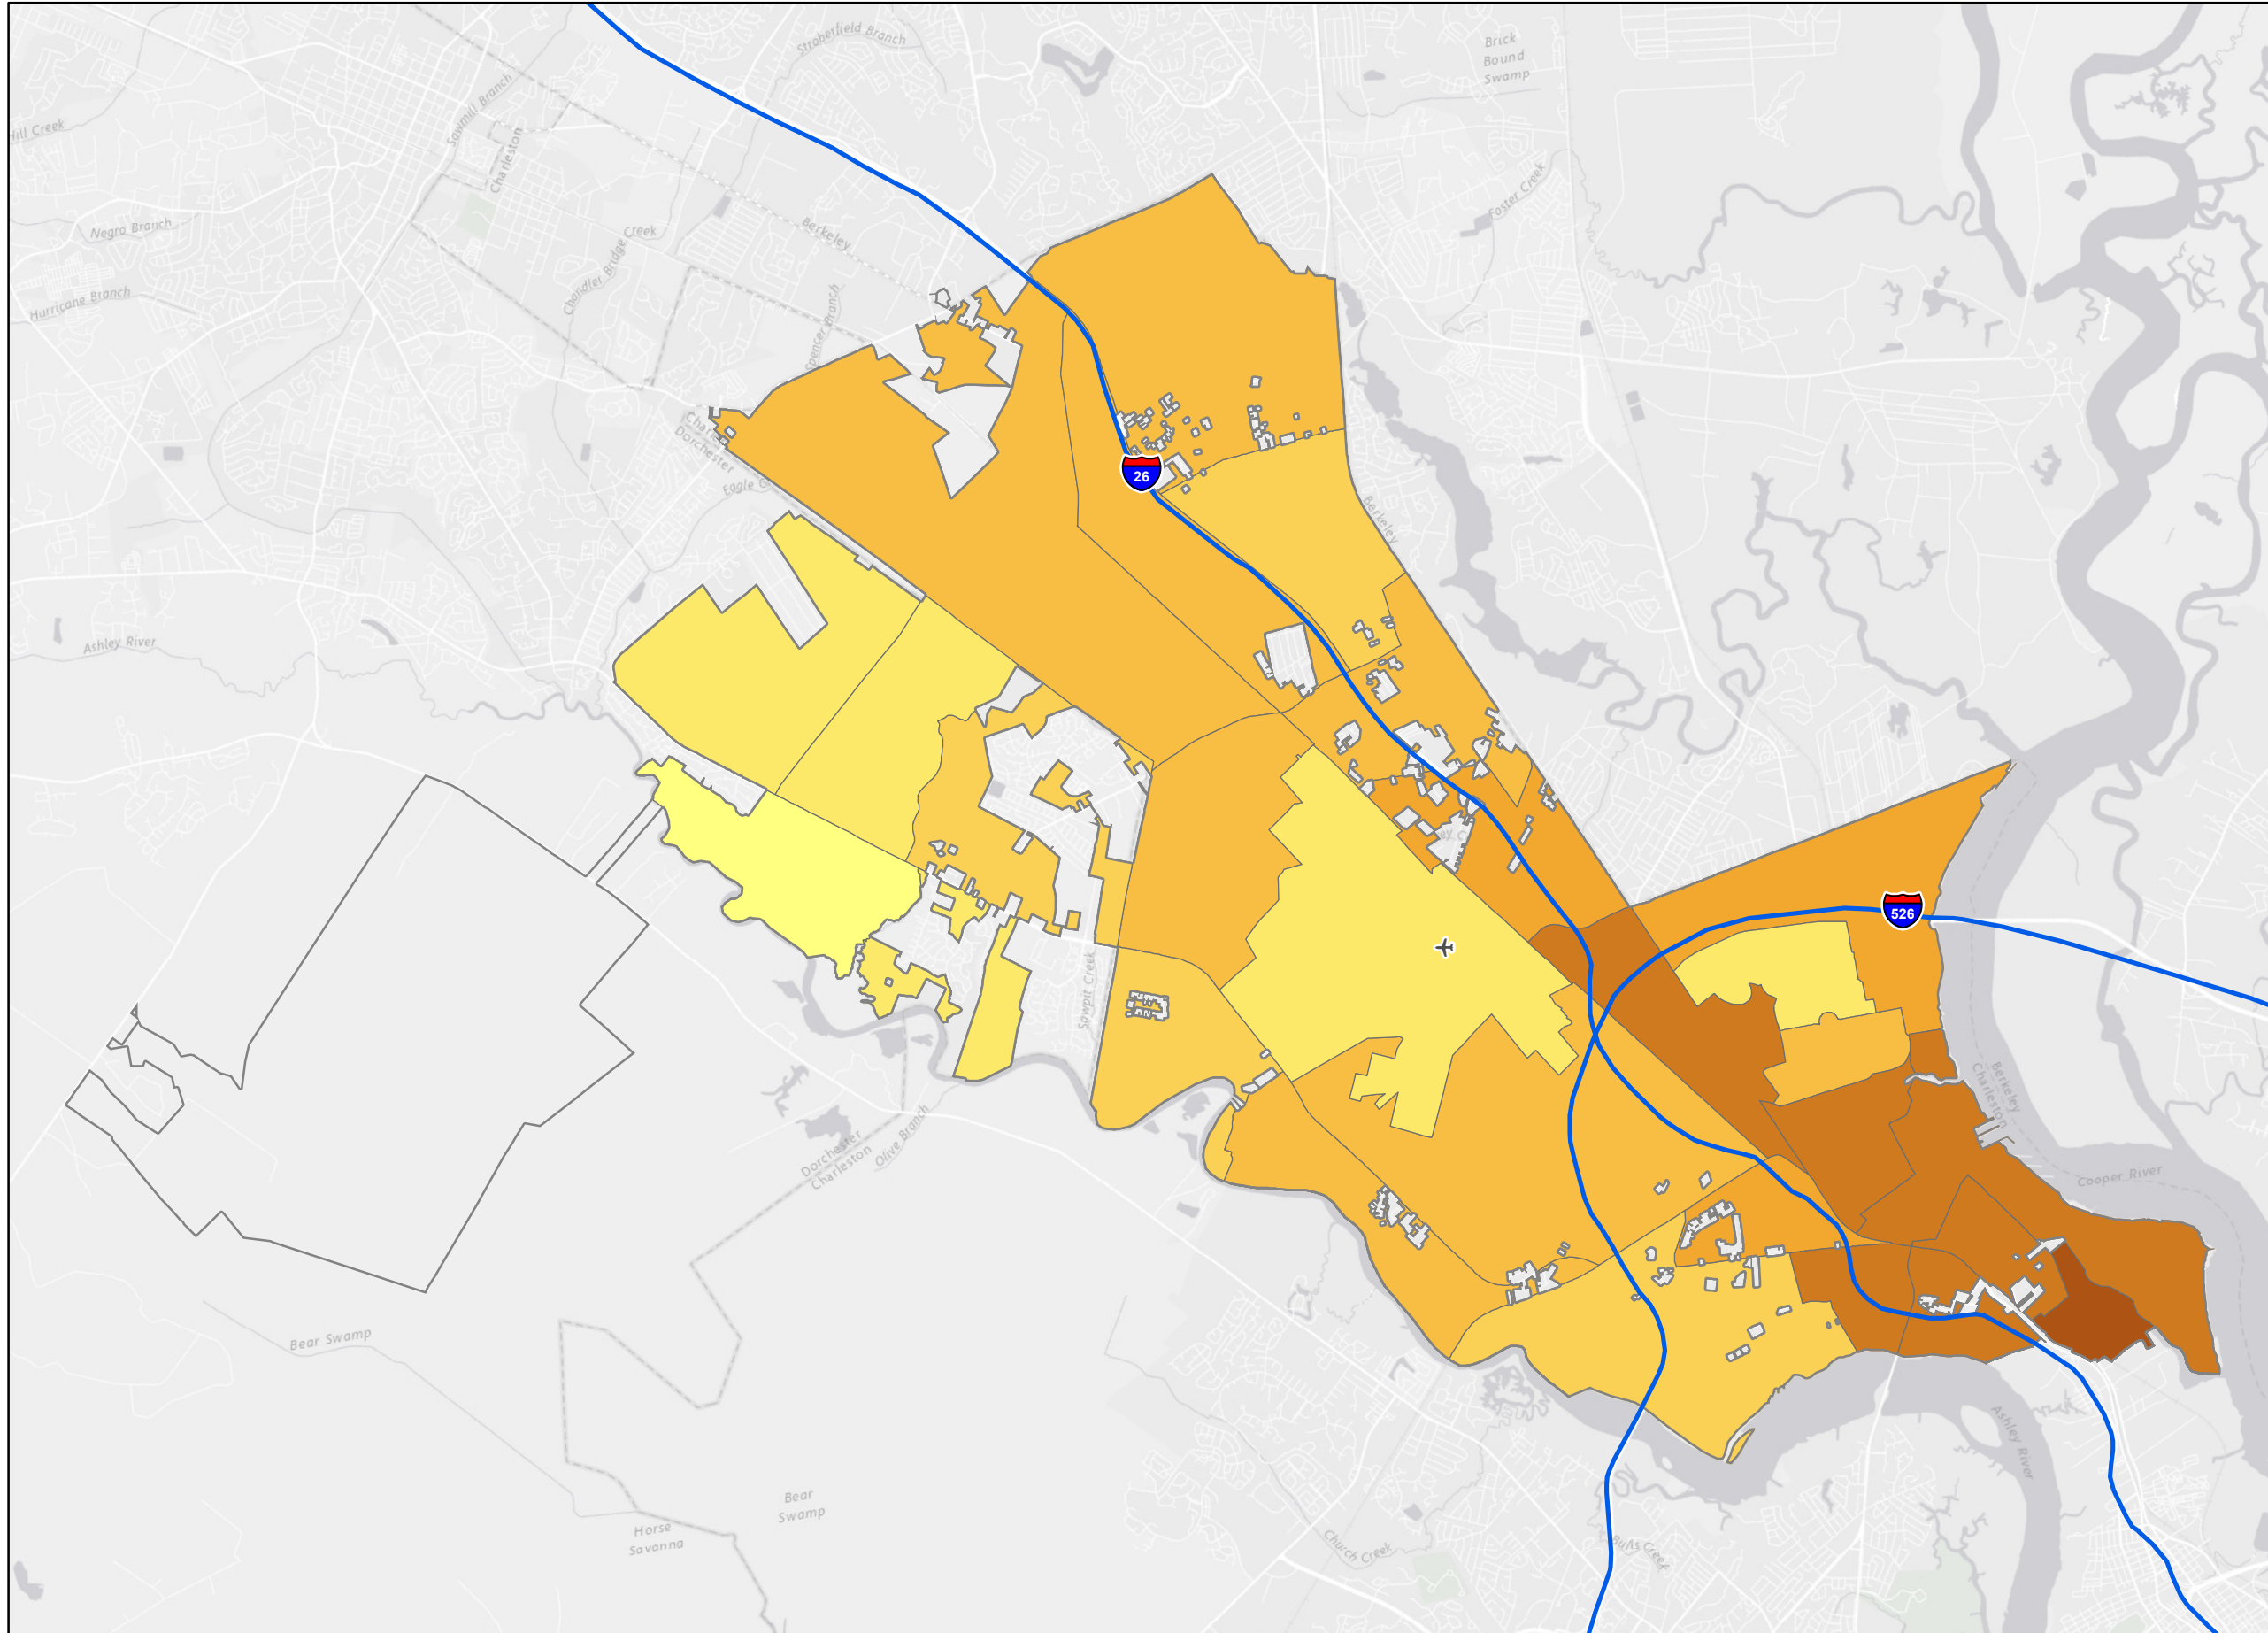 Stroberfield Branch
Brick
Bound
Swamp
Sawmill Branch
Hill Creek
Charleston
Foster Creek
Negro Branch
Creek
Berkeley
Chandler Bridge
Hurricane Branch
Spencer Branch
Dorchester
Eagle
26
Berkeley
Ashley River
526
Sawpit Creek
Berkeley
Charleston
Dorchester
Charleston
Olive Branch
Cooper River
Bear Swamp
Ashley River
Bear
Swamp
Horse
Savanna
Church Creek
Bulls Creek